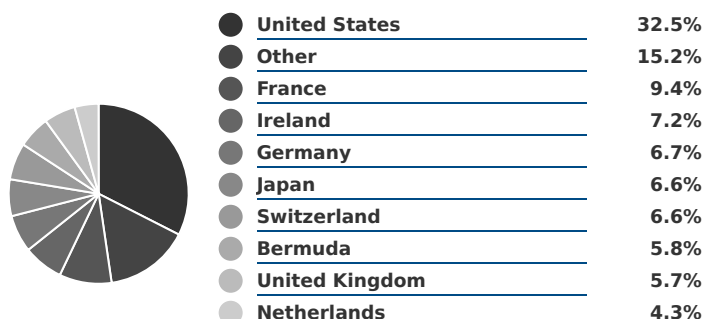 United States 32.5%
Other 15.2%
France 9.4%
Ireland 7.2%
Germany 6.7%
Japan 6.6%
Switzerland 6.6%
Bermuda 5.8%
United Kingdom 5.7%
Netherlands 4.3%